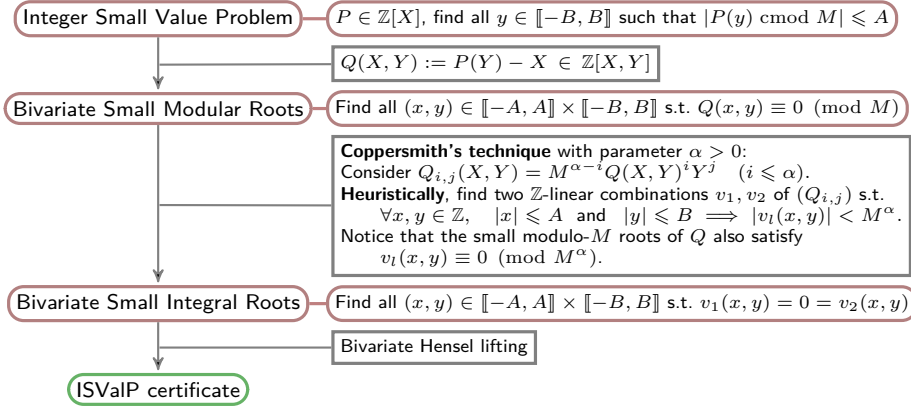 Integer Small Value Problem
P ∈ ℤ[X], find all y ∈ ⟦−B, B⟧ such that |P(y) cmod M| ⩽ A
Q(X, Y) := P(Y) − X ∈ ℤ[X, Y]
Bivariate Small Modular Roots
Find all (x, y) ∈ ⟦−A, A⟧ × ⟦−B, B⟧ s.t. Q(x, y) ≡ 0 (mod M)
Coppersmith's technique with parameter α > 0:
Consider Q_{i,j}(X, Y) = M^{α−i}Q(X, Y)^i Y^j (i ⩽ α).
Heuristically, find two ℤ-linear combinations v₁, v₂ of (Q_{i,j}) s.t.
∀x, y ∈ ℤ, |x| ⩽ A and |y| ⩽ B ⟹ |v_l(x, y)| < M^α.
Notice that the small modulo-M roots of Q also satisfy
v_l(x, y) ≡ 0 (mod M^α).
Bivariate Small Integral Roots
Find all (x, y) ∈ ⟦−A, A⟧ × ⟦−B, B⟧ s.t. v₁(x, y) = 0 = v₂(x, y)
Bivariate Hensel lifting
ISValP certificate